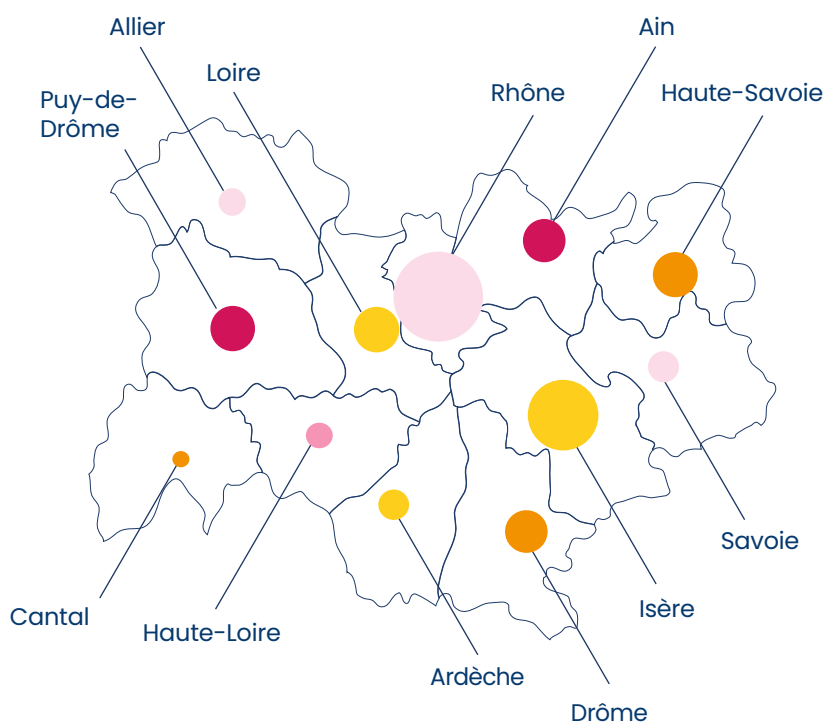 Allier
Ain
Loire
Puy-de-
Drôme
Rhône
Haute-Savoie
Savoie
Isère
Cantal
Haute-Loire
Ardèche
Drôme